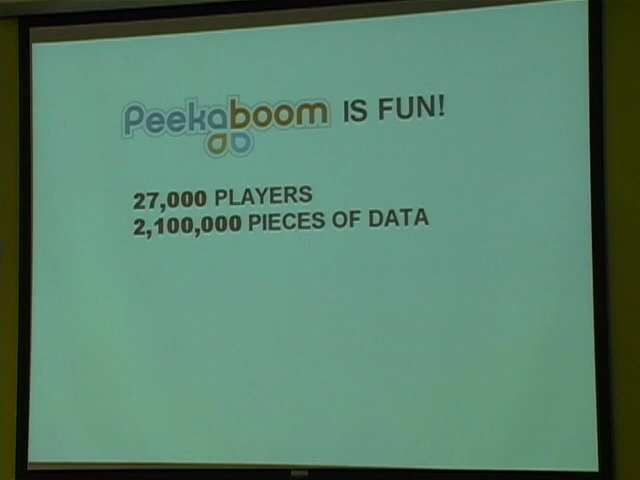 Peekaboom IS FUN!
27,000 PLAYERS
2,100,000 PIECES OF DATA